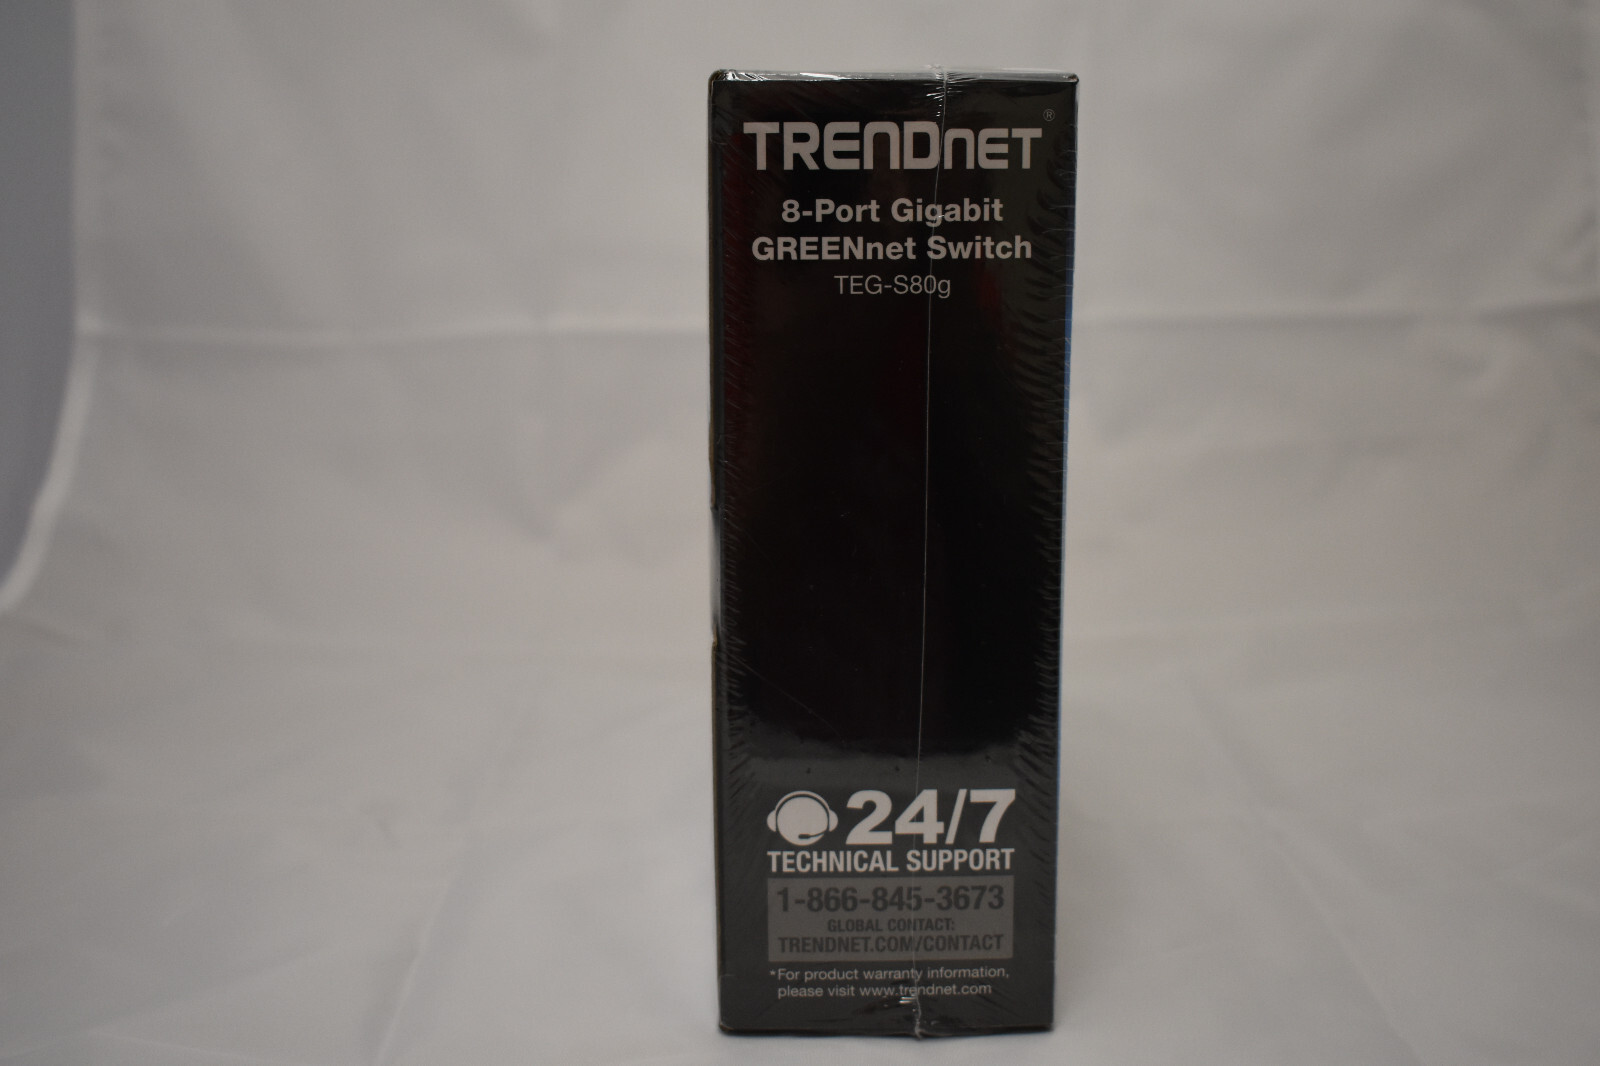 TRENDnET®
8-Port Gigabit
GREENnet Switch
TEG-S80g
24/7
TECHNICAL SUPPORT
1-866-845-3673
GLOBAL CONTACT:
TRENDNET.COM/CONTACT
*For product warranty information,
please visit www.trendnet.com